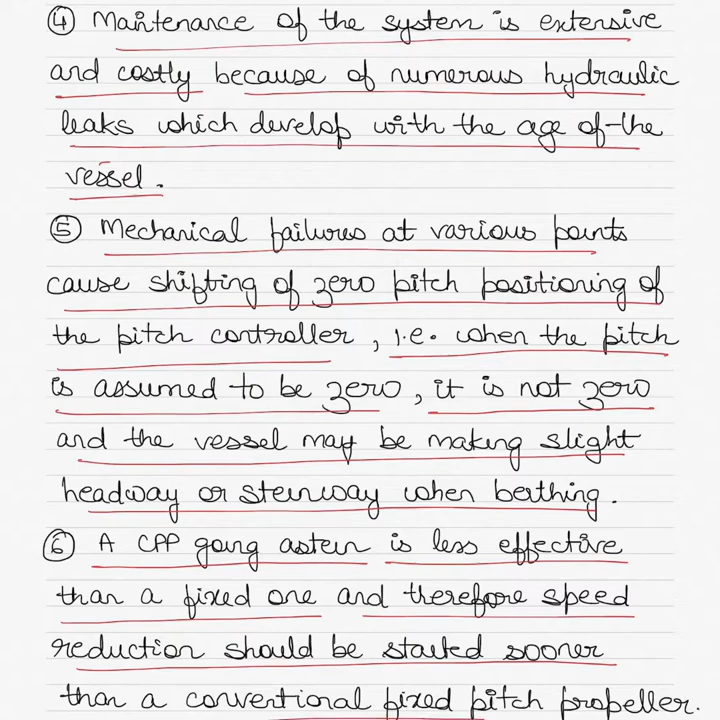 ④ Maintenance of the system is extensive
and costly because of numerous hydraulic
leaks which develop with the age of the
vessel.
⑤ Mechanical failures at various points
cause shifting of zero pitch positioning of
the pitch controller, i.e. when the pitch
is assumed to be zero, it is not zero
and the vessel may be making slight
headway or sternway when berthing.
⑥ A CPP going astern is less effective
than a fixed one and therefore speed
reduction should be started sooner
than a conventional fixed pitch propeller.